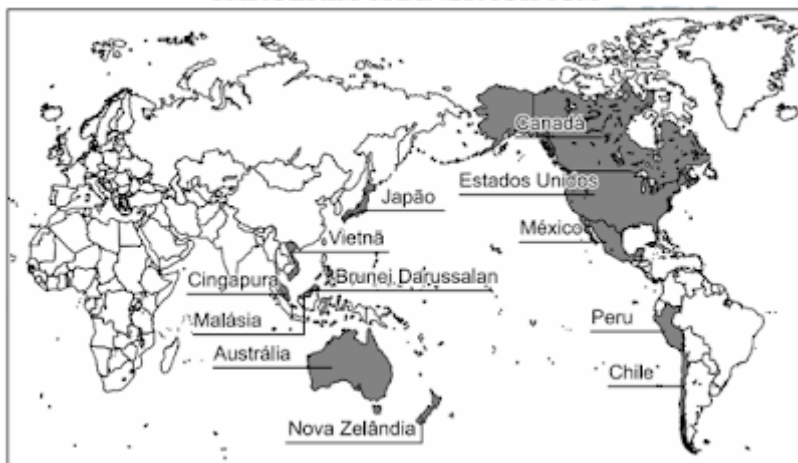 Canadá
Estados Unidos
Japão
México
Vietnã
Cingapura
Brunei Darussalan
Malásia
Peru
Austrália
Chile
Nova Zelândia